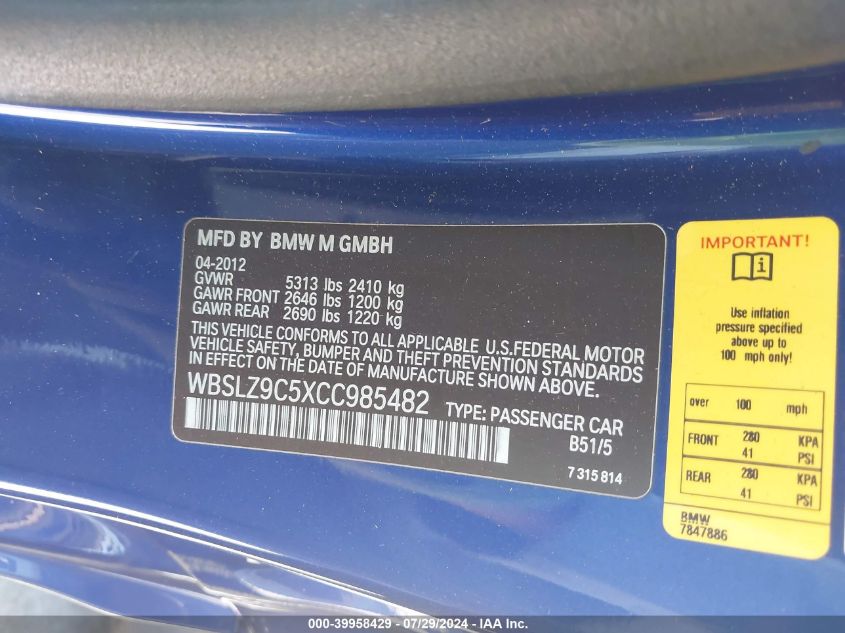 MFD BY BMW M GMBH
04-2012
GVWR 5313 lbs 2410 kg
GAWR FRONT 2646 lbs 1200 kg
GAWR REAR 2690 lbs 1220 kg
THIS VEHICLE CONFORMS TO ALL APPLICABLE U.S.FEDERAL MOTOR
VEHICLE SAFETY, BUMPER AND THEFT PREVENTION STANDARDS
IN EFFECT ON THE DATE OF MANUFACTURE SHOWN ABOVE.
WBSLZ9C5XCC985482 TYPE: PASSENGER CAR
B51/5
7 315 814
IMPORTANT!
Use inflation
pressure specified
above up to
100 mph only!
over 100 mph
FRONT 280 KPA
41 PSI
REAR 280 KPA
41 PSI
BMW
7847886
000-39958429 - 07/29/2024 - IAA Inc.